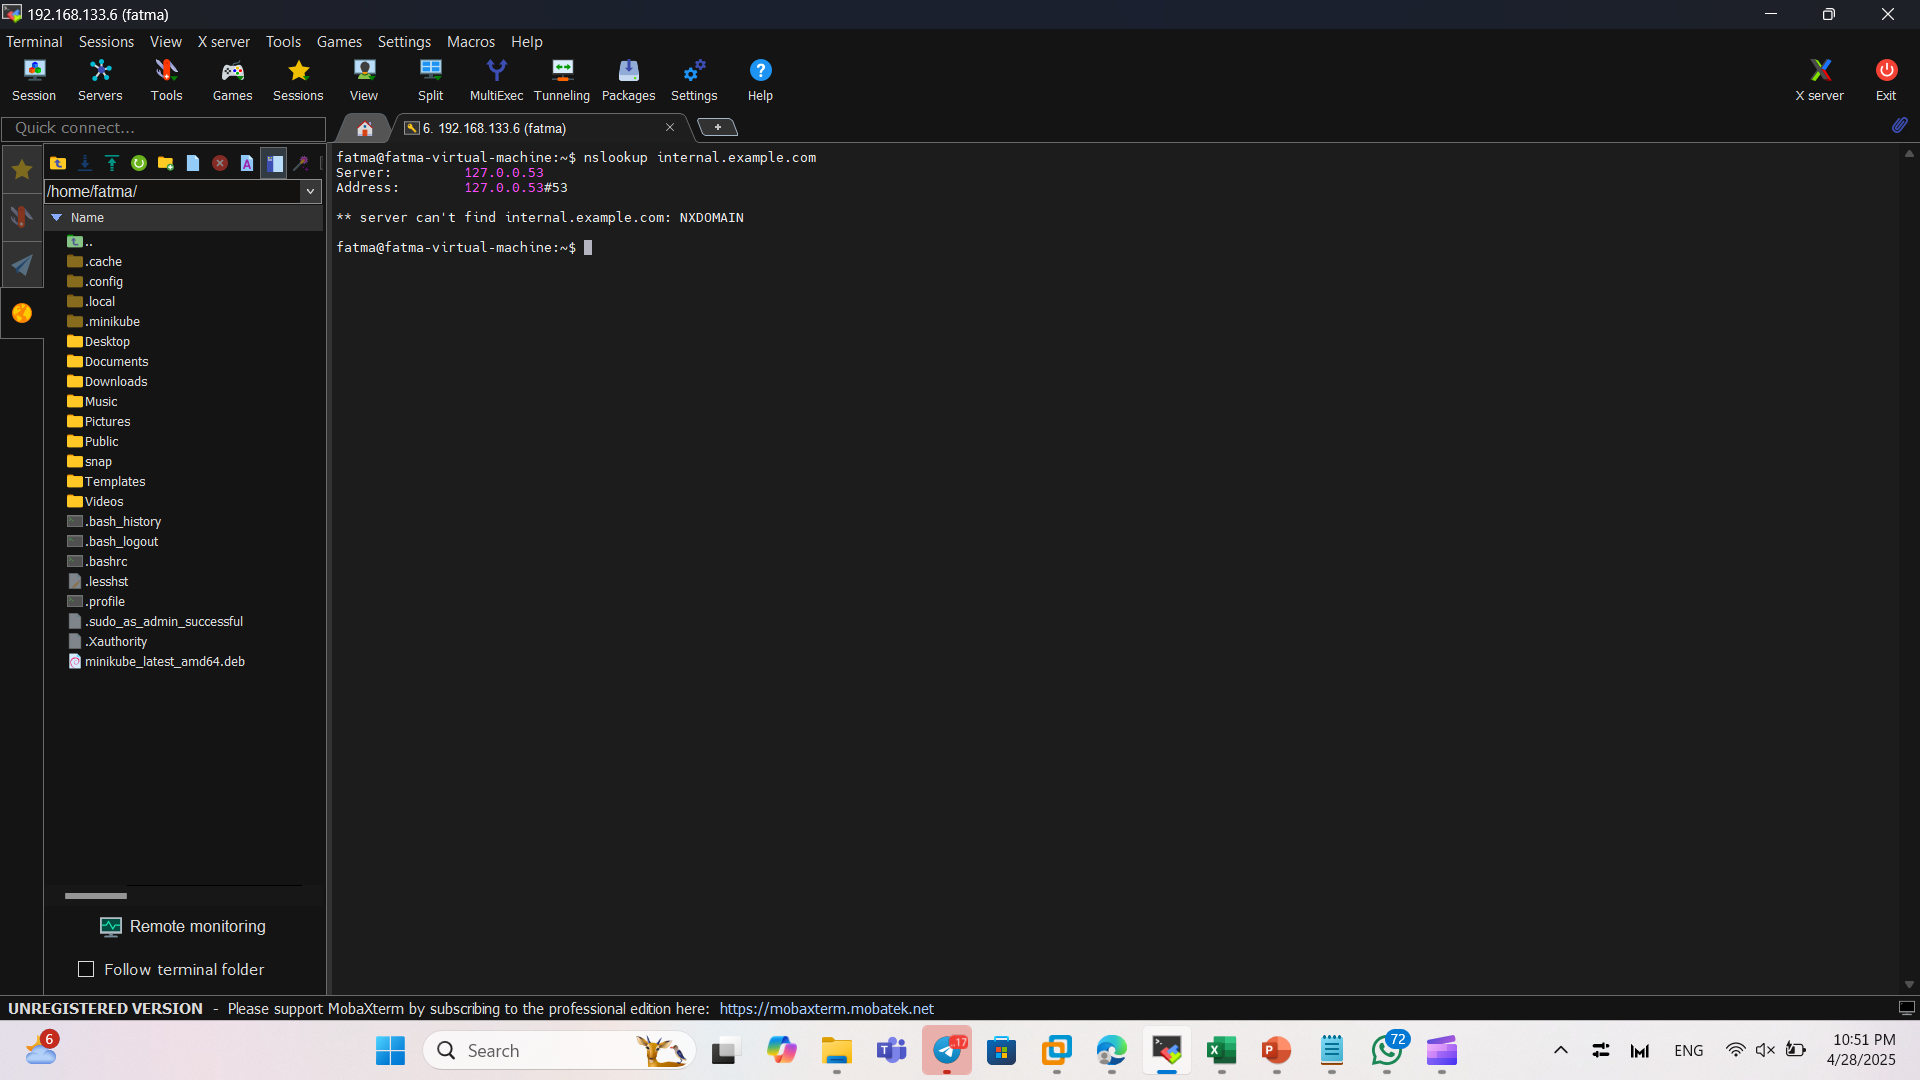 192.168.133.6 (fatma)
Terminal Sessions View X server Tools Games Settings Macros Help
Session Servers Tools Games Sessions View Split MultiExec Tunneling Packages Settings Help X server Exit
Quick connect...
6. 192.168.133.6 (fatma)
/home/fatma/
Name
..
.cache
.config
.local
.minikube
Desktop
Documents
Downloads
Music
Pictures
Public
snap
Templates
Videos
.bash_history
.bash_logout
.bashrc
.lesshst
.profile
.sudo_as_admin_successful
.Xauthority
minikube_latest_amd64.deb
Remote monitoring
Follow terminal folder
fatma@fatma-virtual-machine:~$ nslookup internal.example.com
Server: 127.0.0.53
Address: 127.0.0.53#53
** server can't find internal.example.com: NXDOMAIN
fatma@fatma-virtual-machine:~$
UNREGISTERED VERSION - Please support MobaXterm by subscribing to the professional edition here: https://mobaxterm.mobatek.net
6
Search
17
72
ENG
10:51 PM
4/28/2025